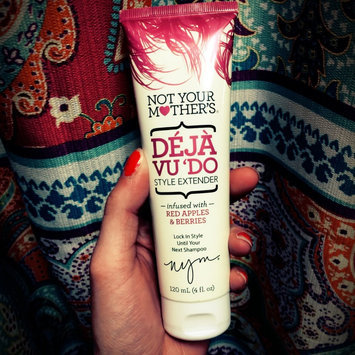 NOT YOUR
MOTHER'S®
DÉJÀ
VU 'DO
STYLE EXTENDER
infused with
RED APPLES
& BERRIES
Lock In Style
Until Your
Next Shampoo
nym.
120 mL (4 fl. oz)